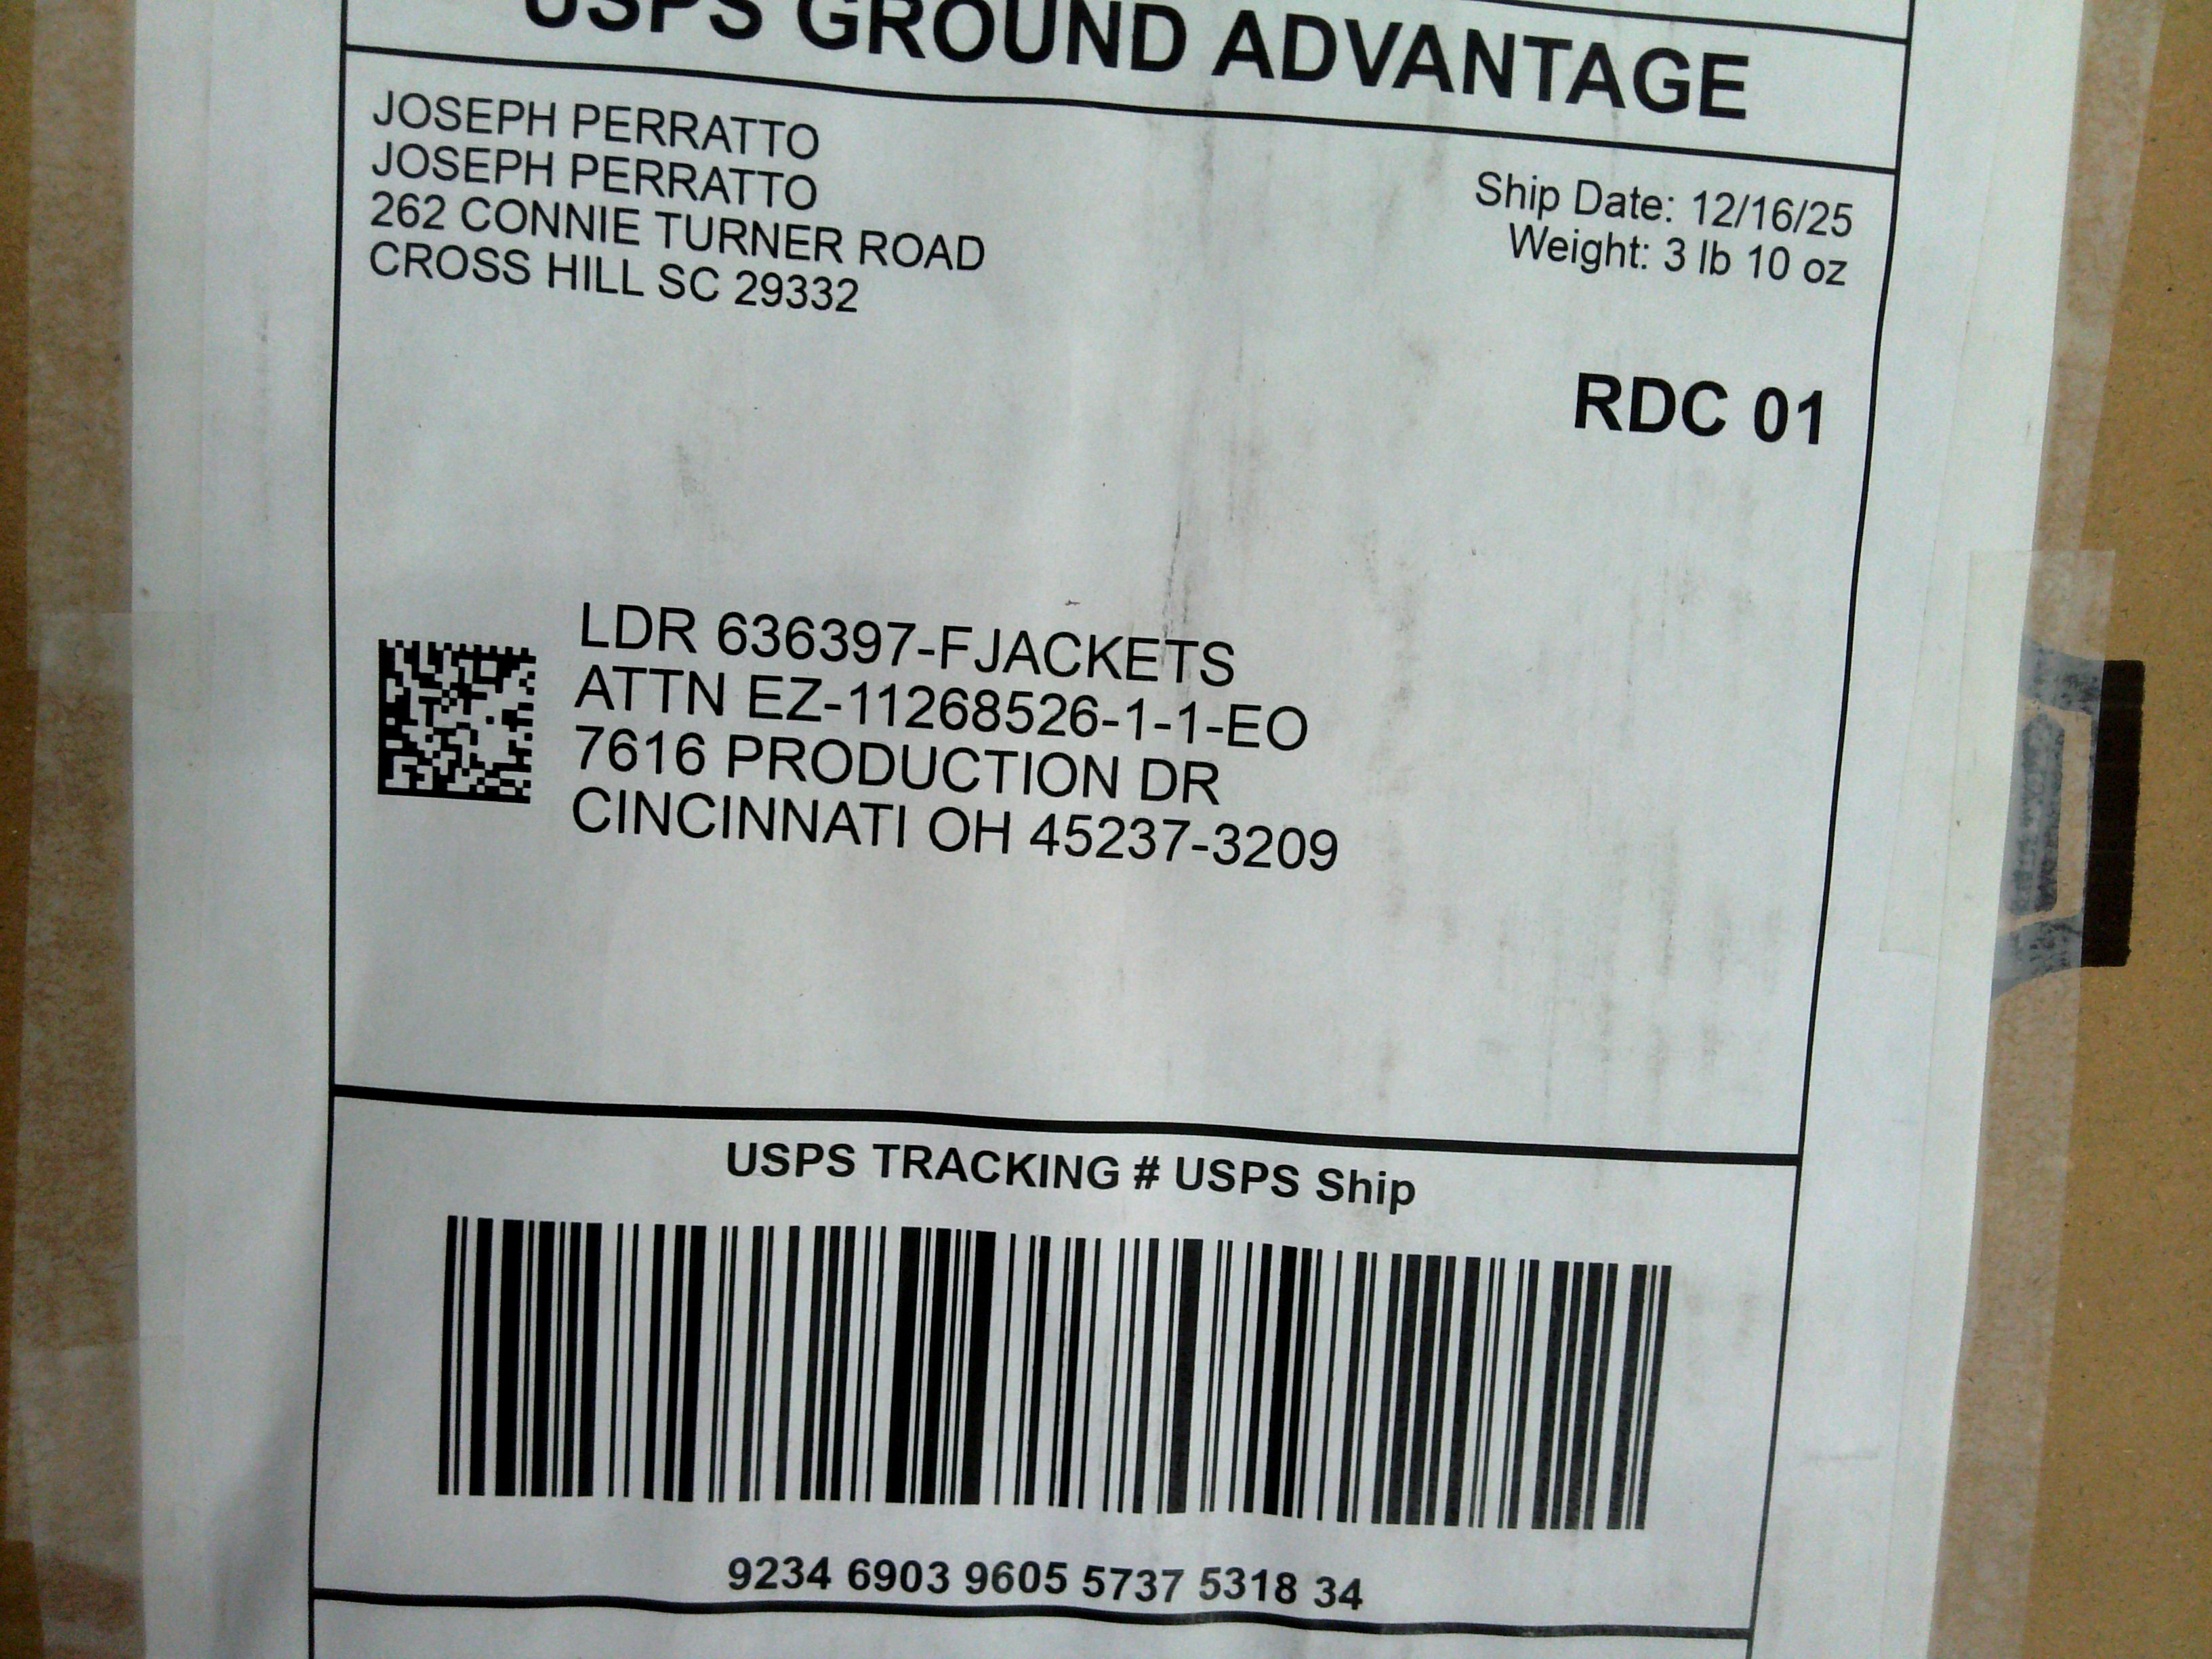 USPS GROUND ADVANTAGE
JOSEPH PERRATTO
JOSEPH PERRATTO
262 CONNIE TURNER ROAD
CROSS HILL SC 29332
Ship Date: 12/16/25
Weight: 3 lb 10 oz
RDC 01
LDR 636397-FJACKETS
ATTN EZ-11268526-1-1-EO
7616 PRODUCTION DR
CINCINNATI OH 45237-3209
USPS TRACKING # USPS Ship
9234 6903 9605 5737 5318 34